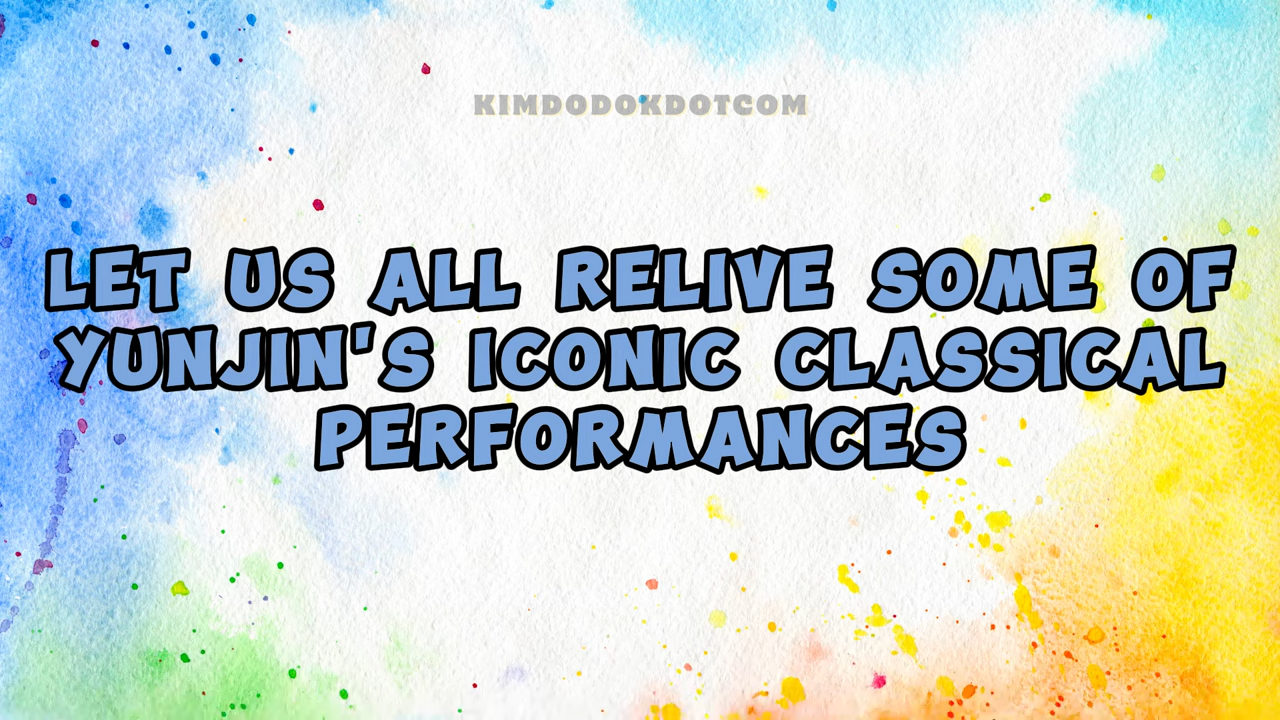 KIMDODOKDOTCOM
LET US ALL RELIVE SOME OF
YUNJIN'S ICONIC CLASSICAL
PERFORMANCES